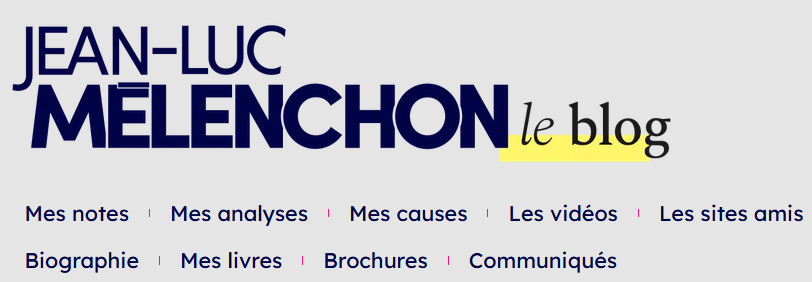 JEAN-LUC
MÉLENCHON le blog
Mes notes Mes analyses Mes causes Les vidéos Les sites amis
Biographie Mes livres Brochures Communiqués